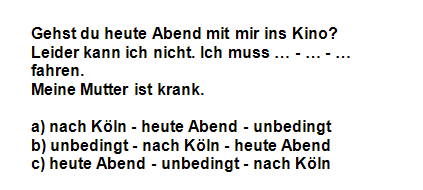 Gehst du heute Abend mit mir ins Kino?
Leider kann ich nicht. Ich muss … - … - …
fahren.
Meine Mutter ist krank.
a) nach Köln - heute Abend - unbedingt
b) unbedingt - nach Köln - heute Abend
c) heute Abend - unbedingt - nach Köln